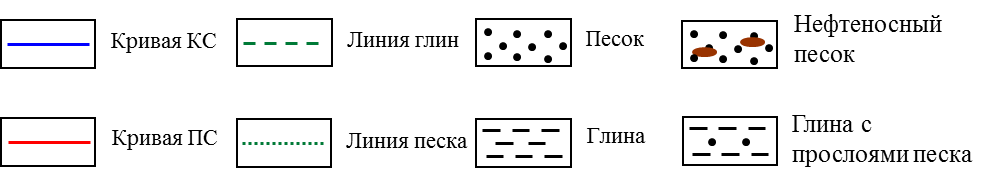 Кривая КС
Линия глин
Песок
Нефтеносный
песок
Кривая ПС
Линия песка
Глина
Глина с
прослоями песка